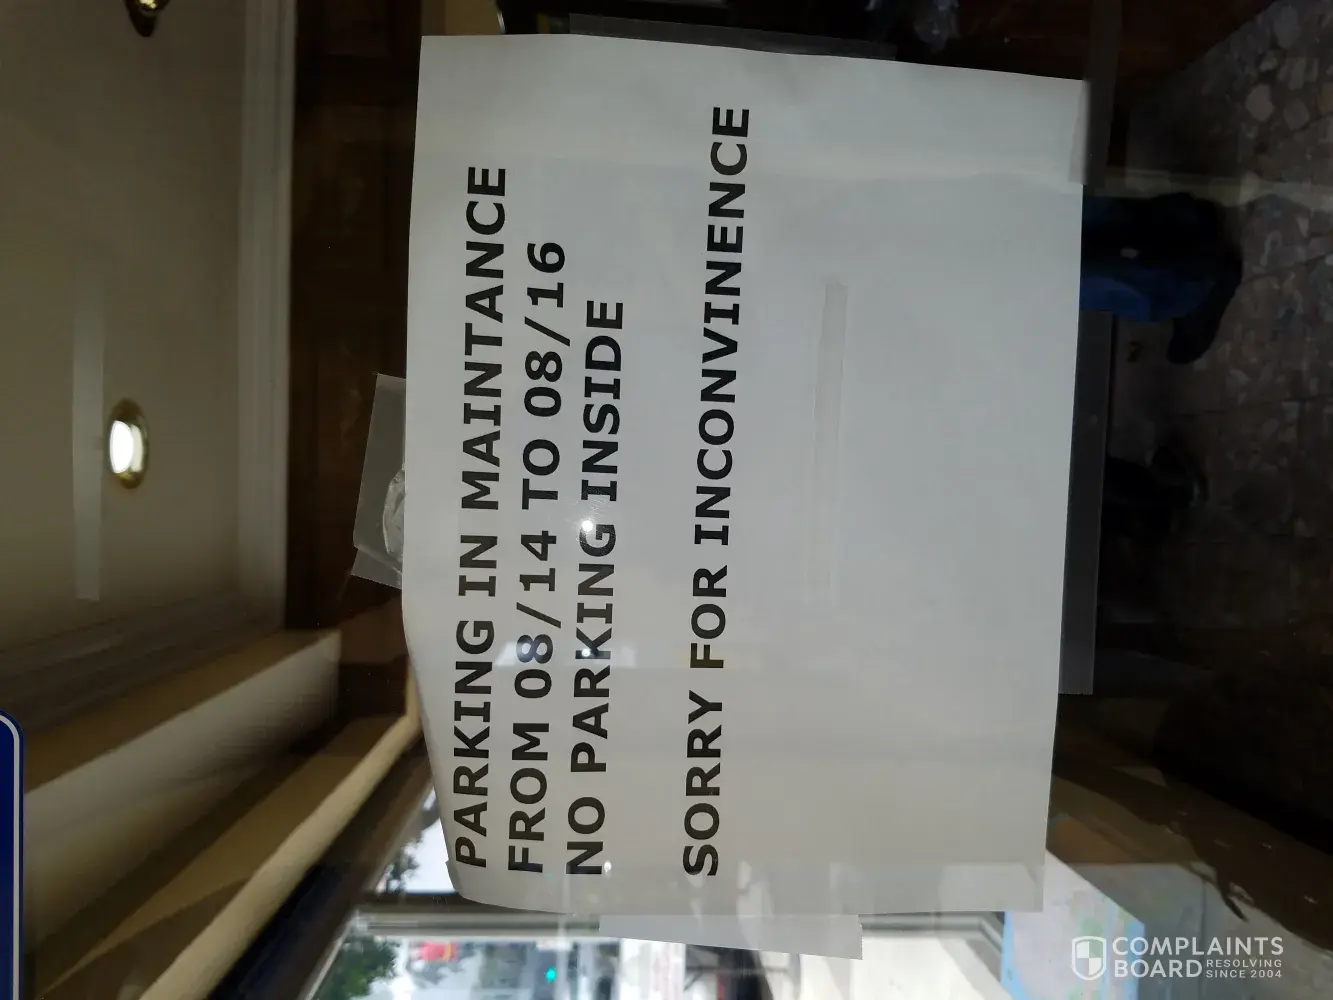 PARKING IN MAINTANCE
FROM 08/14 TO 08/16
NO PARKING INSIDE
SORRY FOR INCONVINENCE
COMPLAINTS
BOARD RESOLVING
SINCE 2004